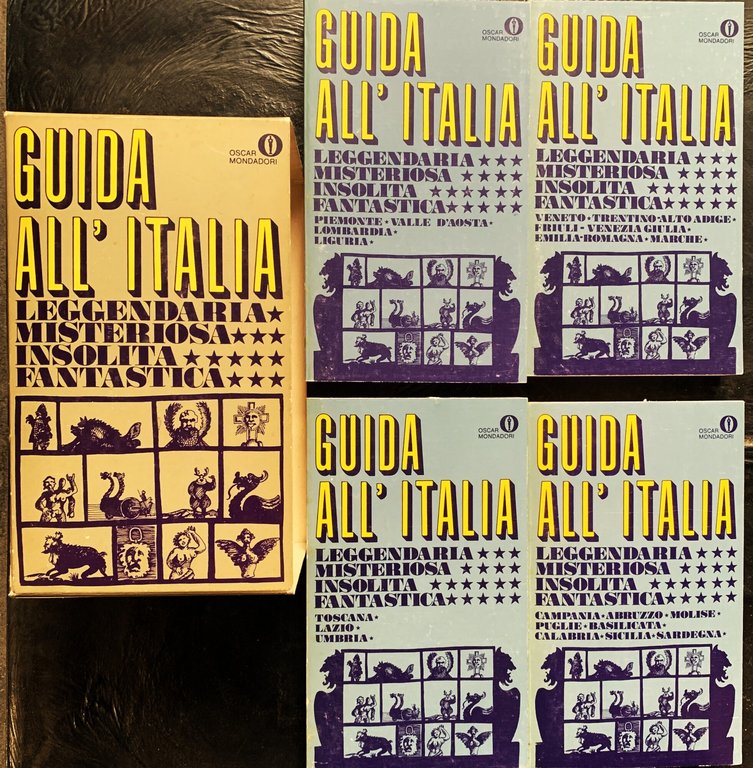 GUIDA
ALL' ITALIA
OSCAR
MONDADORI
LEGGENDARIA★
MISTERIOSA★★★
INSOLITA★★★★★
FANTASTICA★★★
GUIDA
ALL' ITALIA
OSCAR
MONDADORI
LEGGENDARIA★★★
MISTERIOSA★★★★
INSOLITA★★★★★★
FANTASTICA★★★★★
PIEMONTE★VALLE D'AOSTA★
LOMBARDIA★
LIGURIA★
GUIDA
ALL' ITALIA
OSCAR
MONDADORI
LEGGENDARIA★★★
MISTERIOSA★★★★
INSOLITA★★★★★★
FANTASTICA★★★★★
VENETO★TRENTINO-ALTO ADIGE★
FRIULI-VENEZIA GIULIA★
EMILIA-ROMAGNA★MARCHE★
GUIDA
ALL' ITALIA
OSCAR
MONDADORI
LEGGENDARIA★★★
MISTERIOSA★★★★
INSOLITA★★★★★★
FANTASTICA★★★★★
TOSCANA★
LAZIO★
UMBRIA★
GUIDA
ALL' ITALIA
OSCAR
MONDADORI
LEGGENDARIA★★★
MISTERIOSA★★★★
INSOLITA★★★★★★
FANTASTICA★★★★★
CAMPANIA★ABRUZZO★MOLISE★
PUGLIE★BASILICATA★
CALABRIA★SICILIA★SARDEGNA★